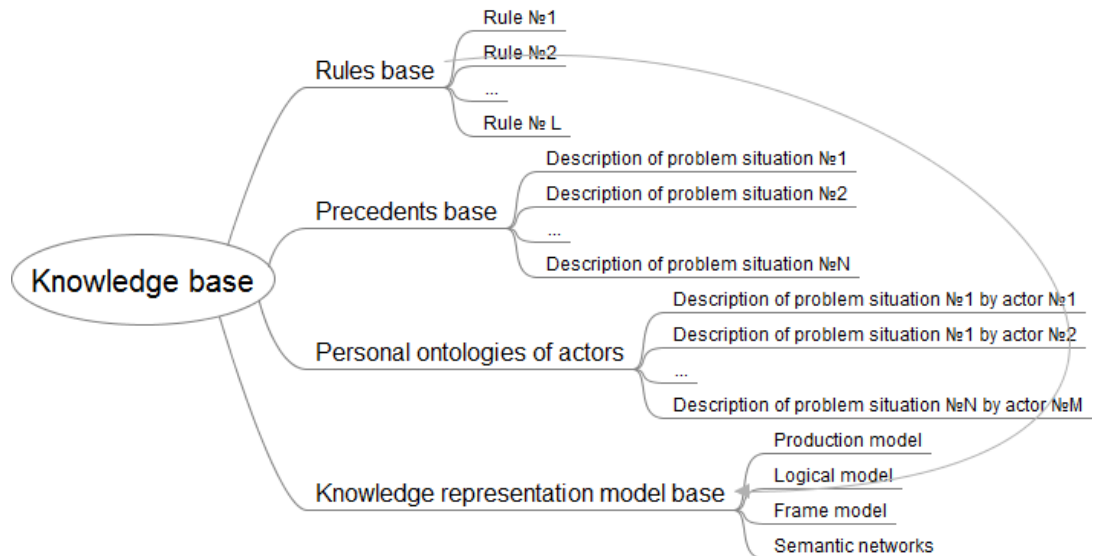 Knowledge base
Rules base
Rule №1
Rule №2
...
Rule № L
Precedents base
Description of problem situation №1
Description of problem situation №2
...
Description of problem situation №N
Personal ontologies of actors
Description of problem situation №1 by actor №1
Description of problem situation №1 by actor №2
...
Description of problem situation №N by actor №M
Knowledge representation model base
Production model
Logical model
Frame model
Semantic networks